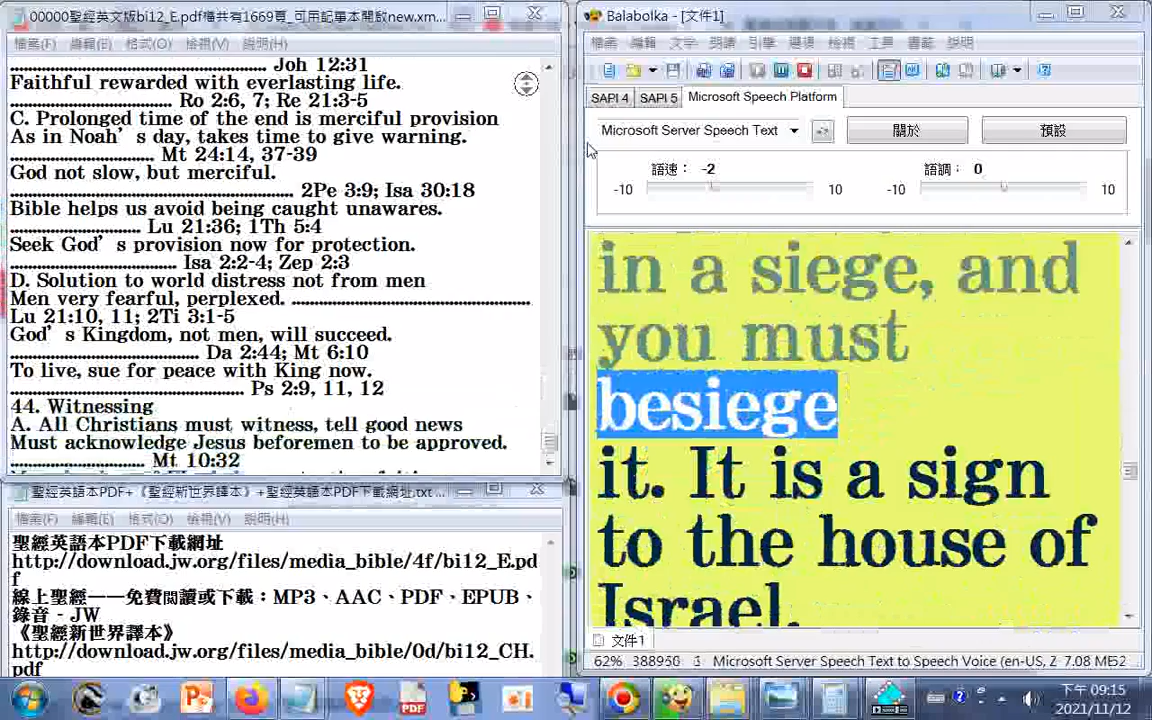 00000聖經英文版bi12_E.pdf檔共有1669頁_可用記事本開啟new.xm...
檔案(F) 編輯(E) 格式(O) 檢視(V) 說明(H)
Joh 12:31
Faithful rewarded with everlasting life.
Ro 2:6, 7; Re 21:3-5
C. Prolonged time of the end is merciful provision
As in Noah’s day, takes time to give warning.
Mt 24:14, 37-39
God not slow, but merciful.
2Pe 3:9; Isa 30:18
Bible helps us avoid being caught unawares.
Lu 21:36; 1Th 5:4
Seek God’s provision now for protection.
Isa 2:2-4; Zep 2:3
D. Solution to world distress not from men
Men very fearful, perplexed.
Lu 21:10, 11; 2Ti 3:1-5
God’s Kingdom, not men, will succeed.
Da 2:44; Mt 6:10
To live, sue for peace with King now.
Ps 2:9, 11, 12
44. Witnessing
A. All Christians must witness, tell good news
Must acknowledge Jesus beforemen to be approved.
Mt 10:32
聖經英語本PDF+《聖經新世界譯本》+聖經英語本PDF下載網址.txt ...
檔案(F) 編輯(E) 格式(O) 檢視(V) 說明(H)
聖經英語本PDF下載網址
http://download.jw.org/files/media_bible/4f/bi12_E.pd
f
線上聖經——免費閱讀或下載：MP3、AAC、PDF、EPUB、
錄音 - JW
《聖經新世界譯本》
http://download.jw.org/files/media_bible/0d/bi12_CH.
pdf
Balabolka - [文件1]
檔案 編輯 文字 朗讀 引擎 選項 檢視 工具 書籤 說明
SAPI 4 SAPI 5 Microsoft Speech Platform
Microsoft Server Speech Text 關於 預設
語速： -2 語調： 0
-10 10 -10 10
in a siege, and
you must
besiege
it. It is a sign
to the house of
Israel.
文件1
62% 388950 Microsoft Server Speech Text to Speech Voice (en-US, Z 7.08 MB
下午 09:15
2021/11/12